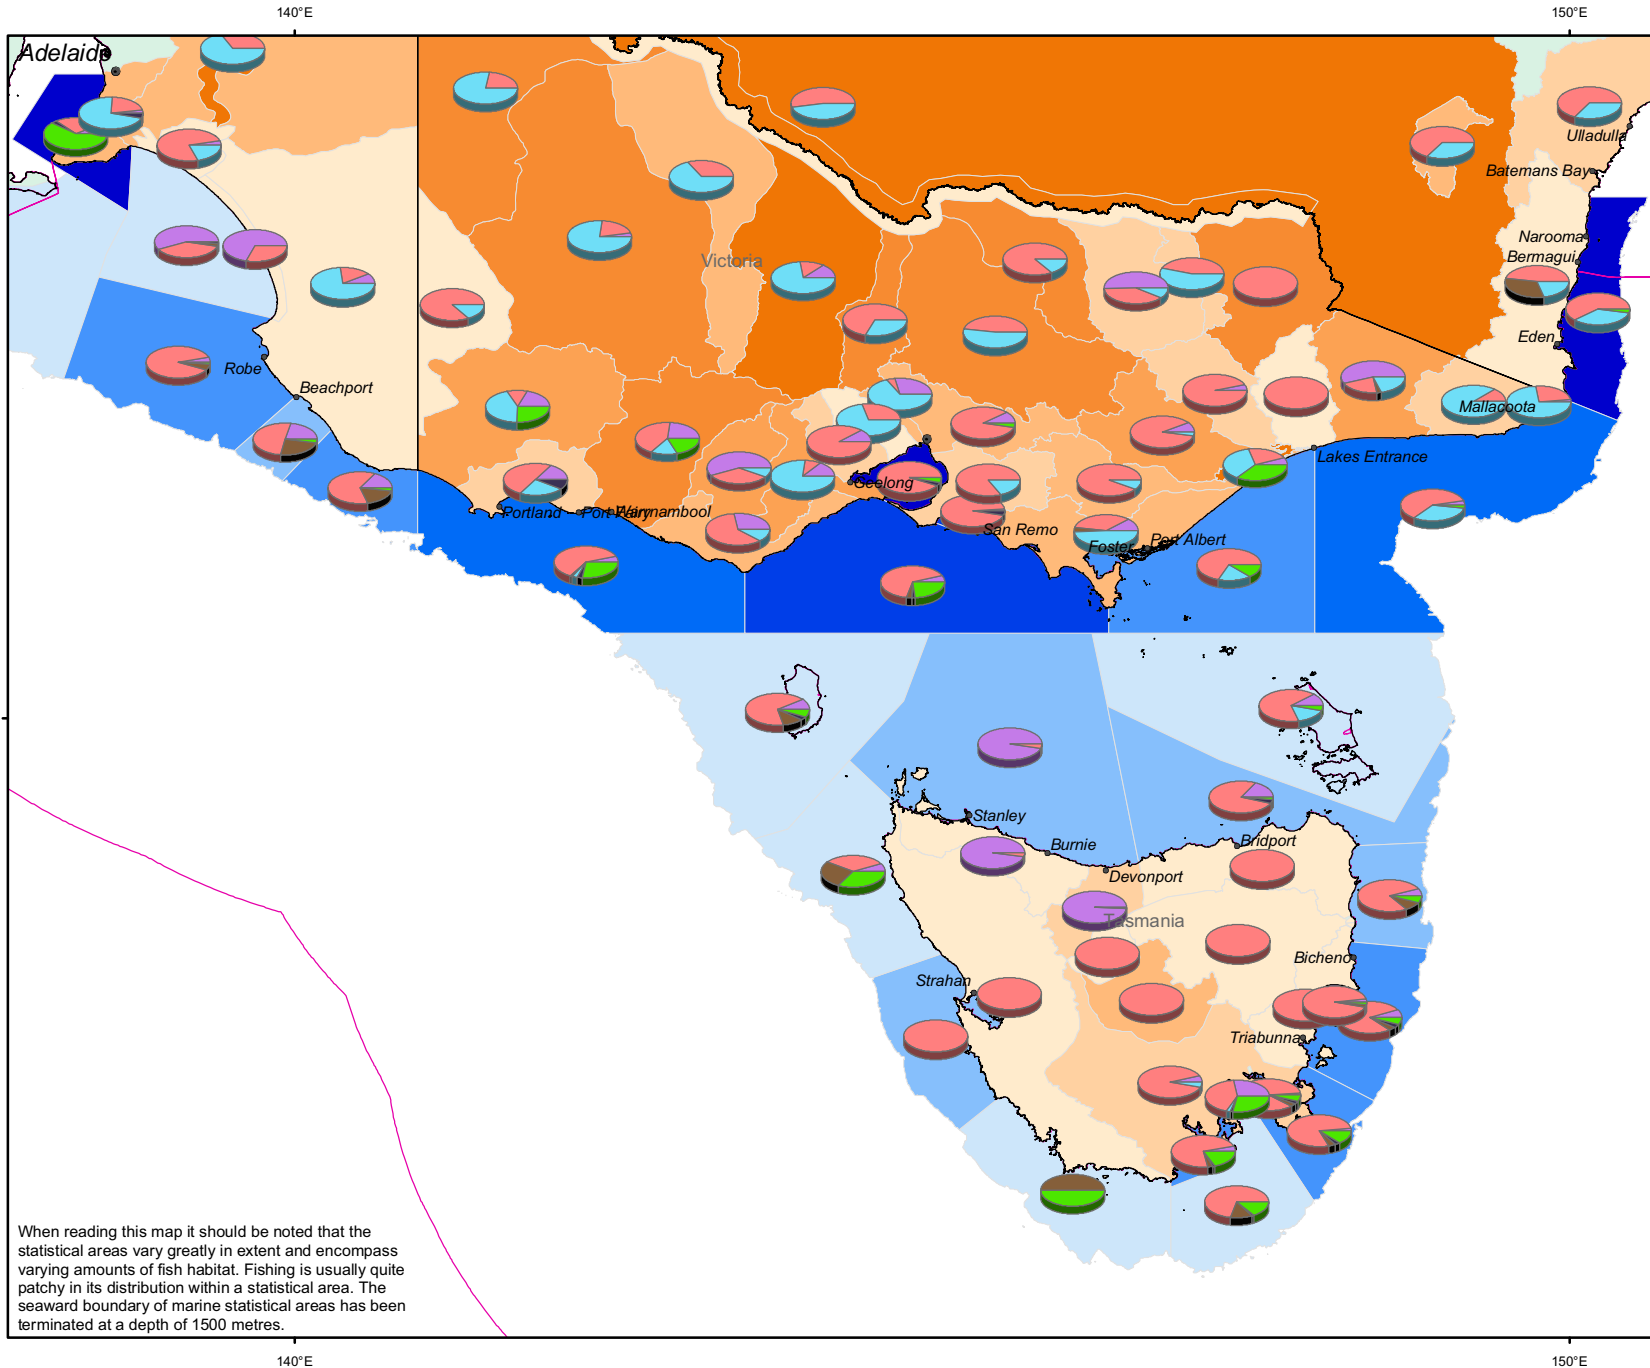 140°E
150°E
Adelaide
Ulladulla
Batemans Bay
Narooma
Bermagui
Victoria
Eden
Robe
Beachport
Mallacoota
Lakes Entrance
Geelong
Portland
Port Fairy
Warrnambool
San Remo
Foster
Port Albert
Stanley
Burnie
Bridport
Devonport
Tasmania
Bicheno
Strahan
Triabunna
When reading this map it should be noted that the
statistical areas vary greatly in extent and encompass
varying amounts of fish habitat. Fishing is usually quite
patchy in its distribution within a statistical area. The
seaward boundary of marine statistical areas has been
terminated at a depth of 1500 metres.
140°E
150°E